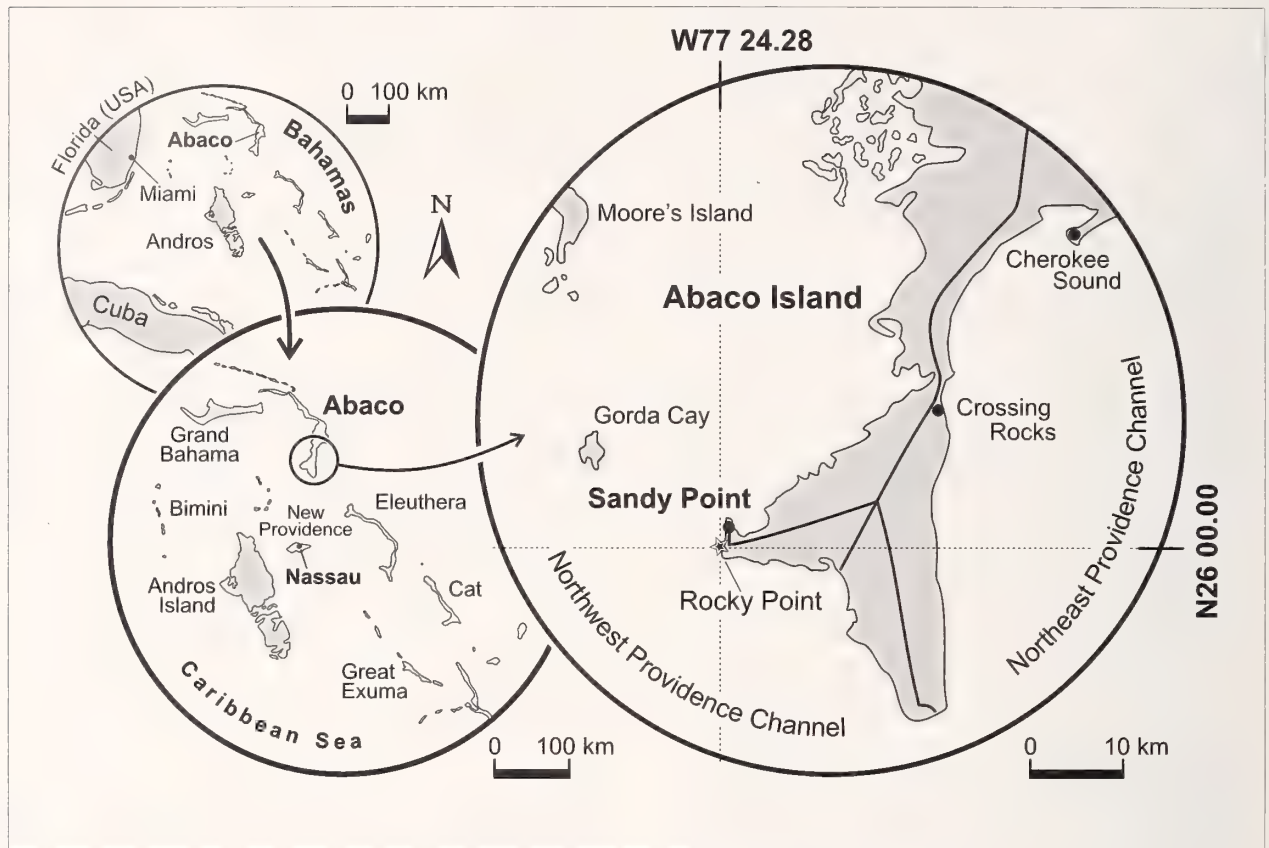 W77 24.28
0 100 km
Florida (USA)
Abaco
Bahamas
Miami
Andros
Cuba
N
Abaco
Grand
Bahama
Bimini
New
Providence
Eleuthera
Nassau
Andros
Island
Cat
Great
Exuma
Caribbean Sea
0 100 km
Moore's Island
Abaco Island
Cherokee
Sound
Gorda Cay
Crossing
Rocks
Sandy Point
Rocky Point
Northwest Providence Channel
Northeast Providence Channel
N26 00.00
0 10 km